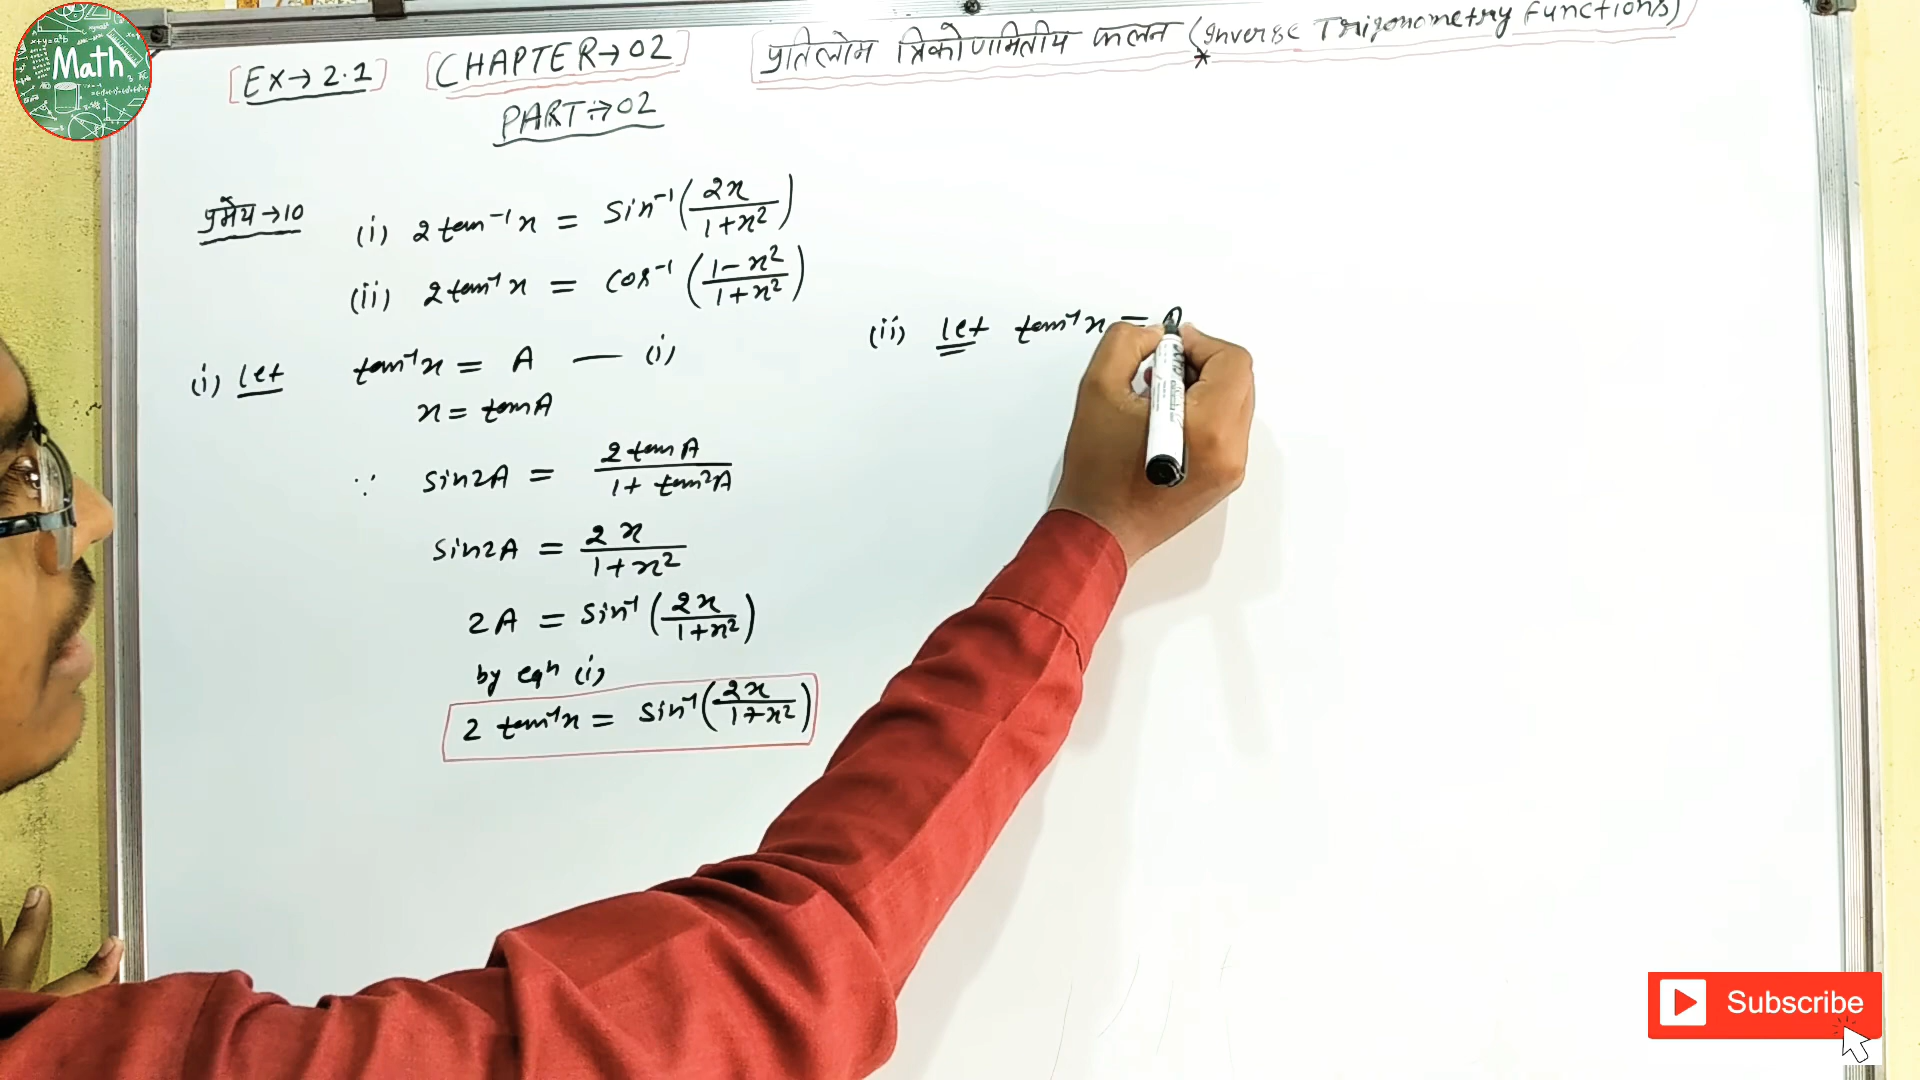 Math
[EX→2.1] [CHAPTER→02] प्रतिलोम त्रिकोणमितीय फलन (Inverse Trigonometry Functions)
PART→02
प्रमेय→10 (i) 2 tan⁻¹x = sin⁻¹(2x/(1+x²))
(ii) 2tan⁻¹x = cos⁻¹((1-x²)/(1+x²))
(i) Let tan⁻¹x = A — (i)
x = tanA
∵ sin2A = 2tanA/(1+tan²A)
sin2A = 2x/(1+x²)
2A = sin⁻¹(2x/(1+x²))
by eqⁿ (i)
2 tan⁻¹x = sin⁻¹(2x/(1+x²))
(ii) Let tan⁻¹x =
Subscribe